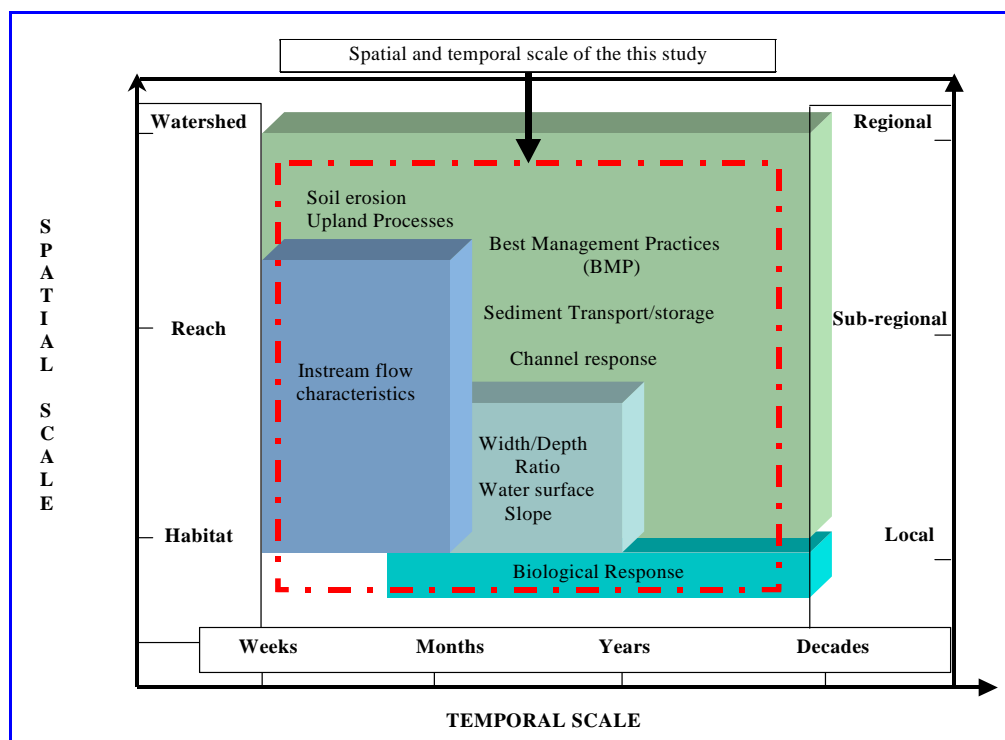 Spatial and temporal scale of the this study
Watershed
Regional
Soil erosion
Upland Processes
Best Management Practices
(BMP)
SPATIAL SCALE
Reach
Sediment Transport/storage
Sub-regional
Channel response
Instream flow
characteristics
Width/Depth
Ratio
Water surface
Slope
Habitat
Local
Biological Response
Weeks Months Years Decades
TEMPORAL SCALE